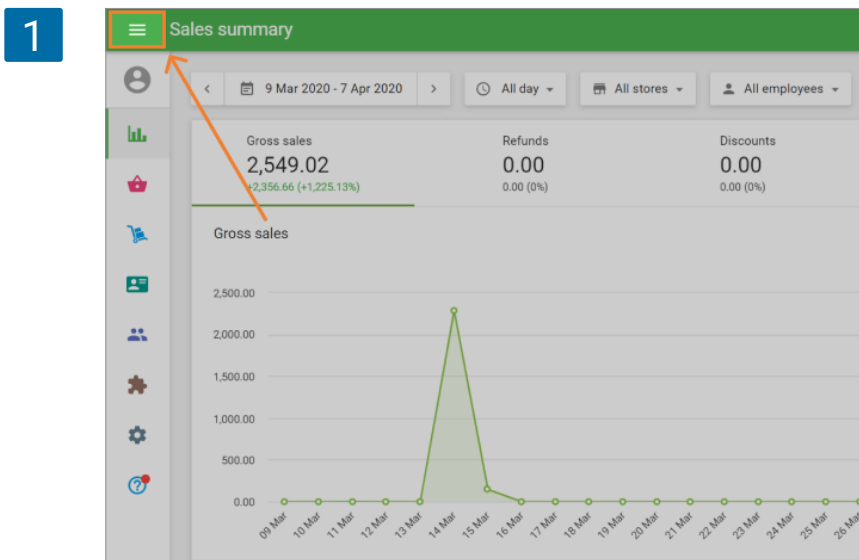 1
Sales summary
9 Mar 2020 - 7 Apr 2020
All day
All stores
All employees
Gross sales
2,549.02
+2,356.66 (+1,225.13%)
Refunds
0.00
0.00 (0%)
Discounts
0.00
0.00 (0%)
Gross sales
2,500.00
2,000.00
1,500.00
1,000.00
500.00
0.00
09 Mar
10 Mar
11 Mar
12 Mar
13 Mar
14 Mar
15 Mar
16 Mar
17 Mar
18 Mar
19 Mar
20 Mar
21 Mar
22 Mar
23 Mar
24 Mar
25 Mar
26 Mar